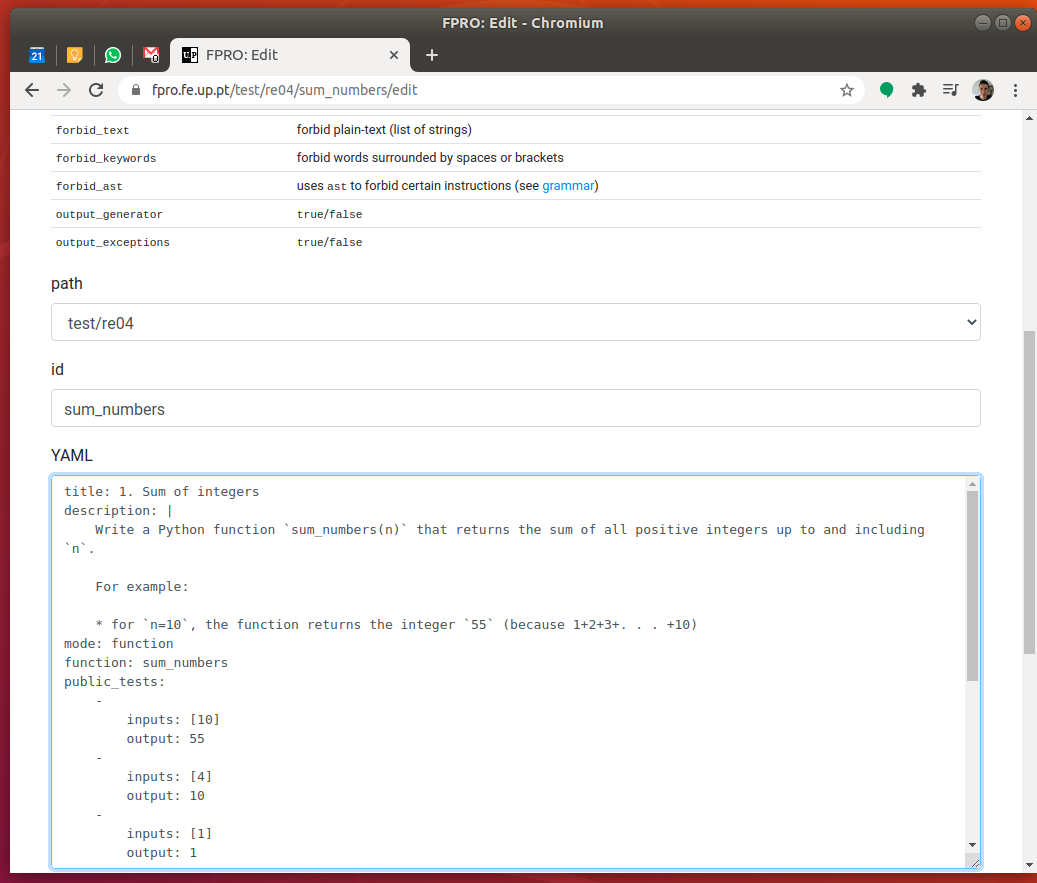 FPRO: Edit - Chromium
21
0
UP
FPRO: Edit
fpro.fe.up.pt/test/re04/sum_numbers/edit
forbid_text forbid plain-text (list of strings)
forbid_keywords forbid words surrounded by spaces or brackets
forbid_ast uses ast to forbid certain instructions (see grammar)
output_generator true/false
output_exceptions true/false
path
test/re04
id
sum_numbers
YAML
title: 1. Sum of integers
description: |
    Write a Python function `sum_numbers(n)` that returns the sum of all positive integers up to and including
`n`.
    For example:
    * for `n=10`, the function returns the integer `55` (because 1+2+3+. . . +10)
mode: function
function: sum_numbers
public_tests:
    -
        inputs: [10]
        output: 55
    -
        inputs: [4]
        output: 10
    -
        inputs: [1]
        output: 1